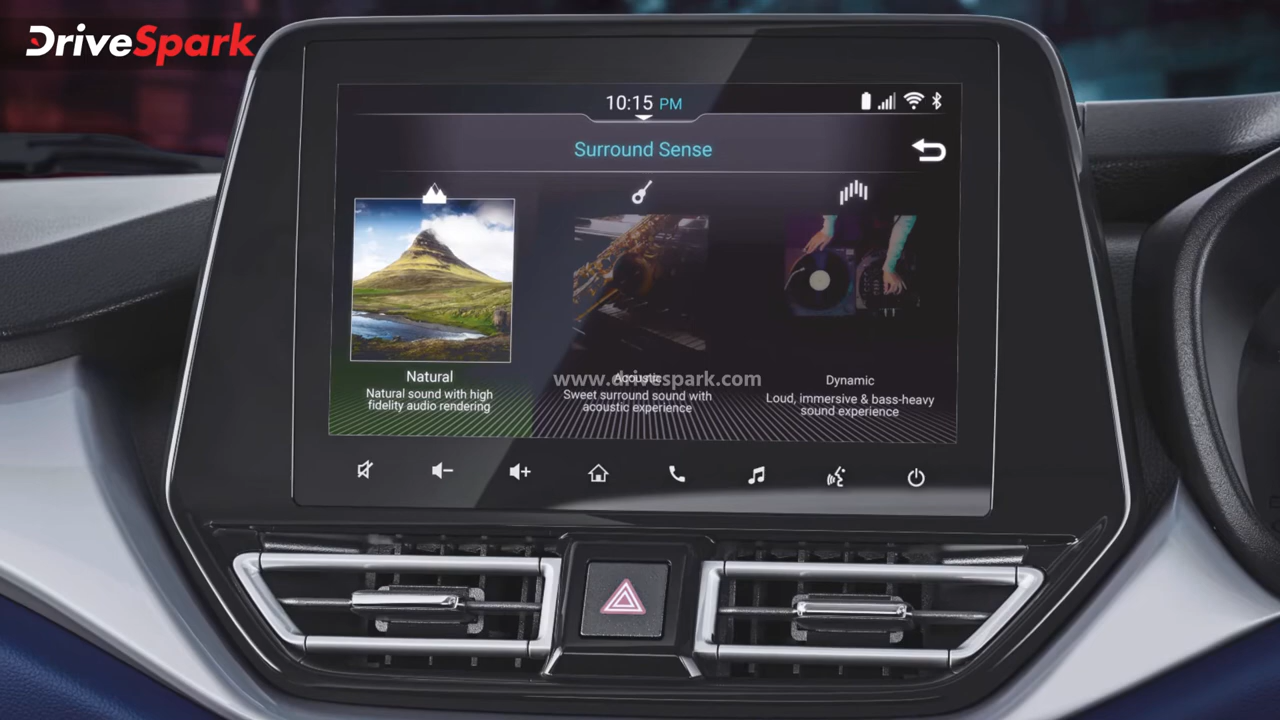 DriveSpark
10:15 PM
Surround Sense
Natural
Natural sound with high
fidelity audio rendering
Acoustic
www.drivespark.com
Sweet surround sound with
acoustic experience
Dynamic
Loud, immersive & bass-heavy
sound experience